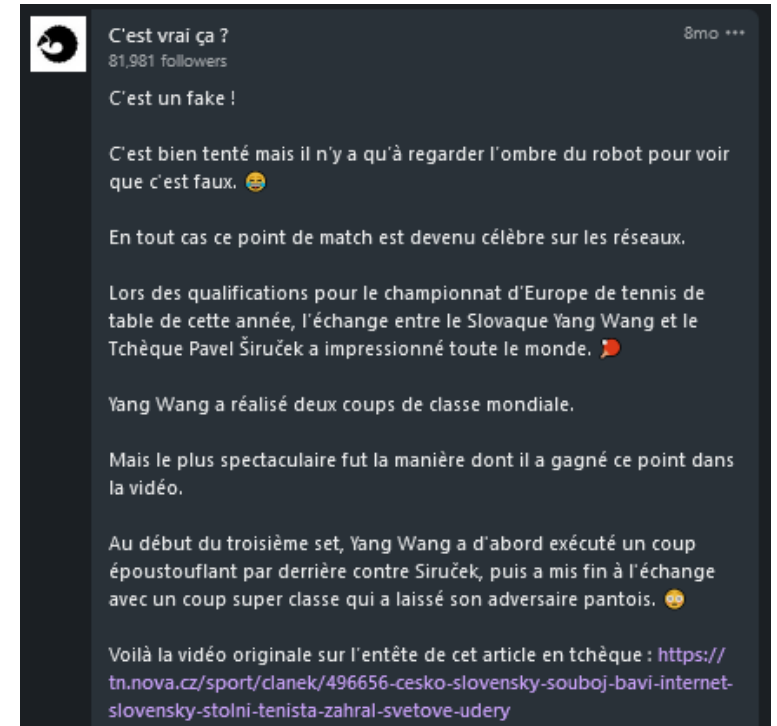 C'est vrai ça ?
8mo •••
81,981 followers
C'est un fake !
C'est bien tenté mais il n'y a qu'à regarder l'ombre du robot pour voir
que c'est faux. 😂
En tout cas ce point de match est devenu célèbre sur les réseaux.
Lors des qualifications pour le championnat d'Europe de tennis de
table de cette année, l'échange entre le Slovaque Yang Wang et le
Tchèque Pavel Širuček a impressionné toute le monde. 🏓
Yang Wang a réalisé deux coups de classe mondiale.
Mais le plus spectaculaire fut la manière dont il a gagné ce point dans
la vidéo.
Au début du troisième set, Yang Wang a d'abord exécuté un coup
époustouflant par derrière contre Siruček, puis a mis fin à l'échange
avec un coup super classe qui a laissé son adversaire pantois. 😳
Voilà la vidéo originale sur l'entête de cet article en tchèque : https://
tn.nova.cz/sport/clanek/496656-cesko-slovensky-souboj-bavi-internet-
slovensky-stolni-tenista-zahral-svetove-udery